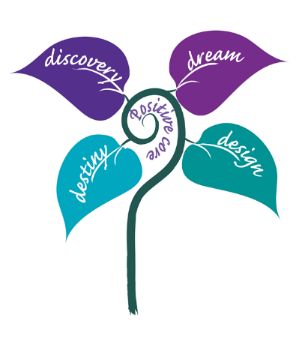 discovery
dream
Positive core
destiny
design